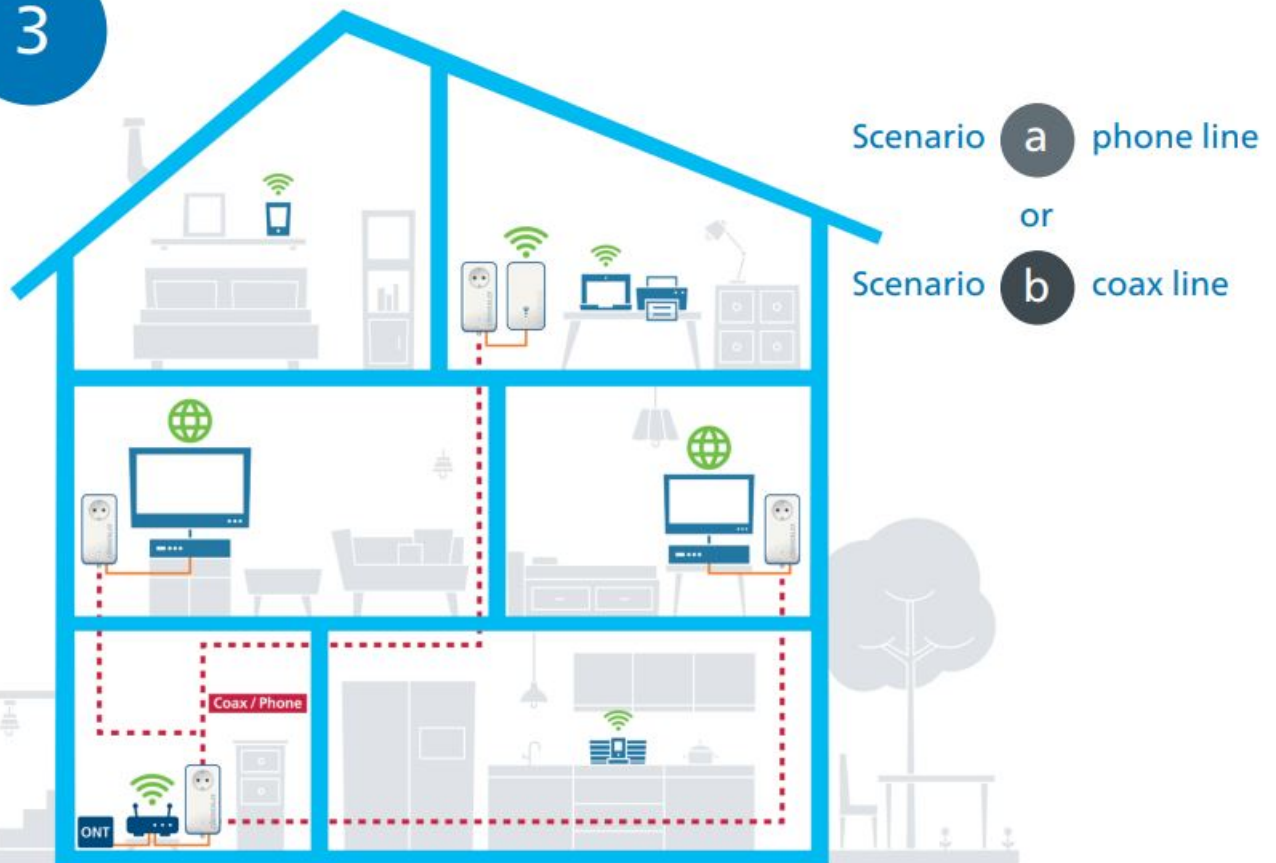 3
Scenario a phone line
or
Scenario b coax line
Coax / Phone
ONT